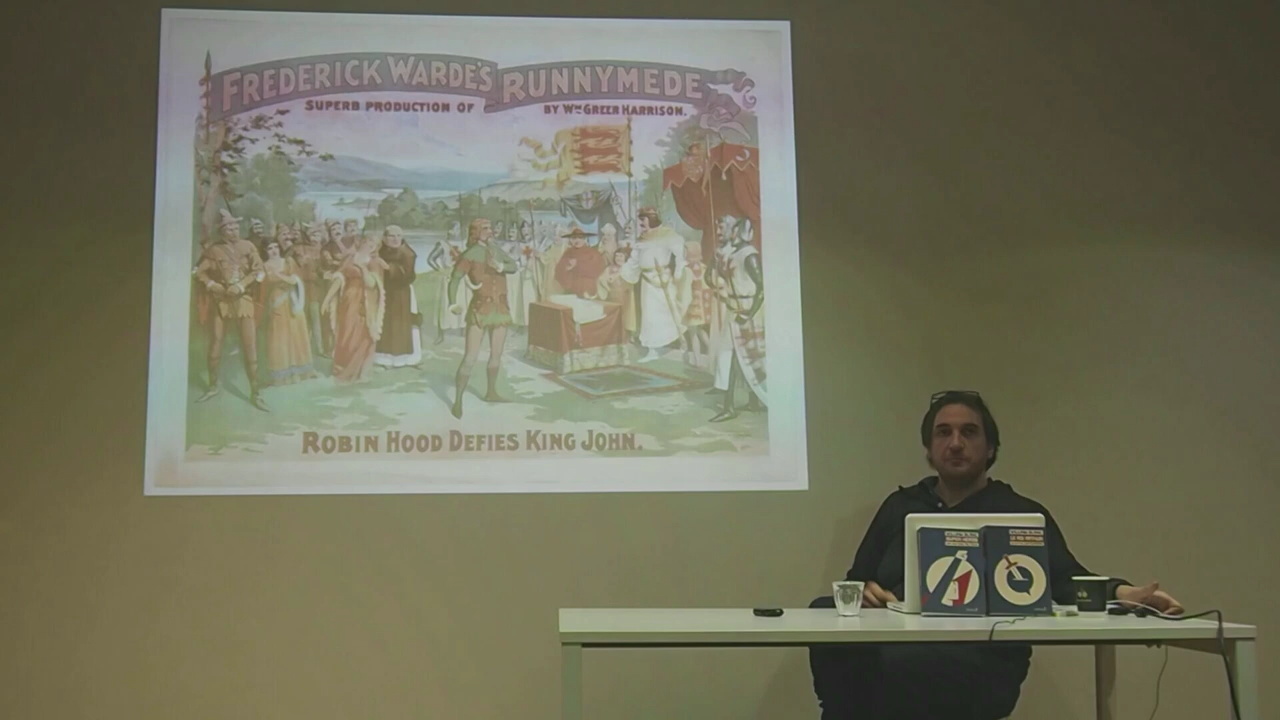 FREDERICK WARDE'S RUNNYMEDE
SUPERB PRODUCTION OF BY WM GREER HARRISON.
ROBIN HOOD DEFIES KING JOHN.